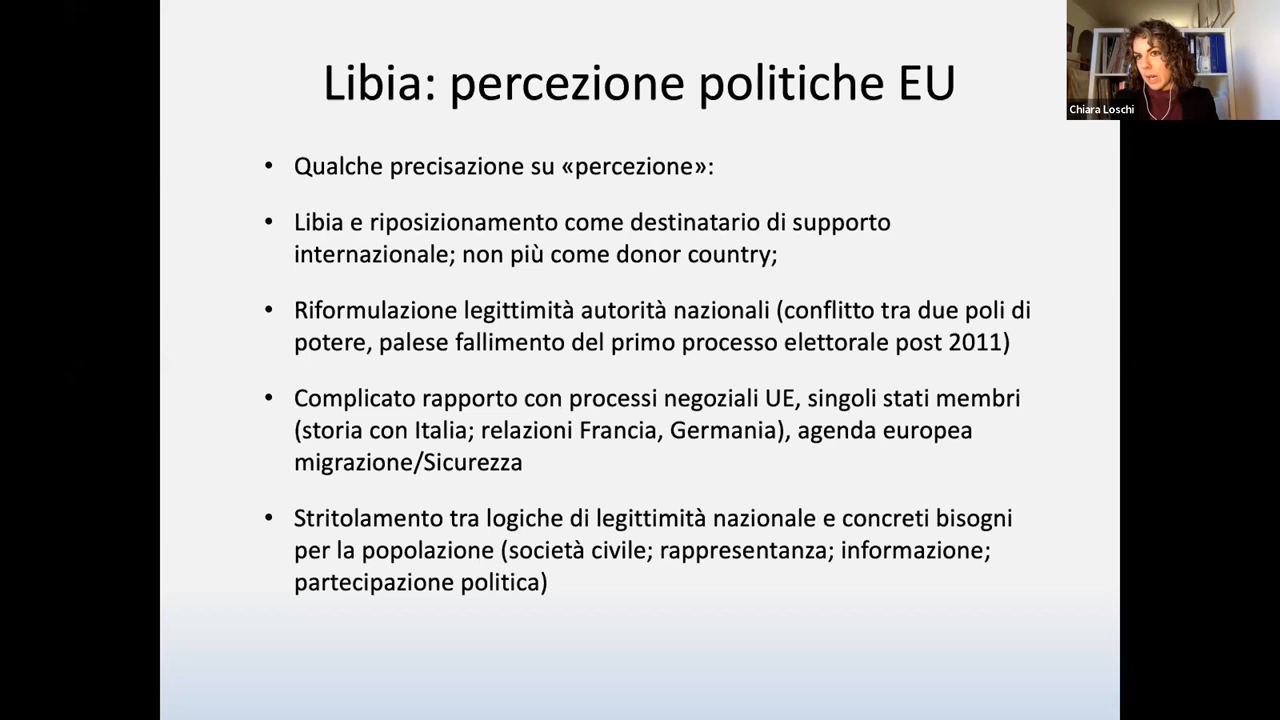 Libia: percezione politiche EU
Chiara Loschi
• Qualche precisazione su «percezione»:
• Libia e riposizionamento come destinatario di supporto
internazionale; non più come donor country;
• Riformulazione legittimità autorità nazionali (conflitto tra due poli di
potere, palese fallimento del primo processo elettorale post 2011)
• Complicato rapporto con processi negoziali UE, singoli stati membri
(storia con Italia; relazioni Francia, Germania), agenda europea
migrazione/Sicurezza
• Stritolamento tra logiche di legittimità nazionale e concreti bisogni
per la popolazione (società civile; rappresentanza; informazione;
partecipazione politica)